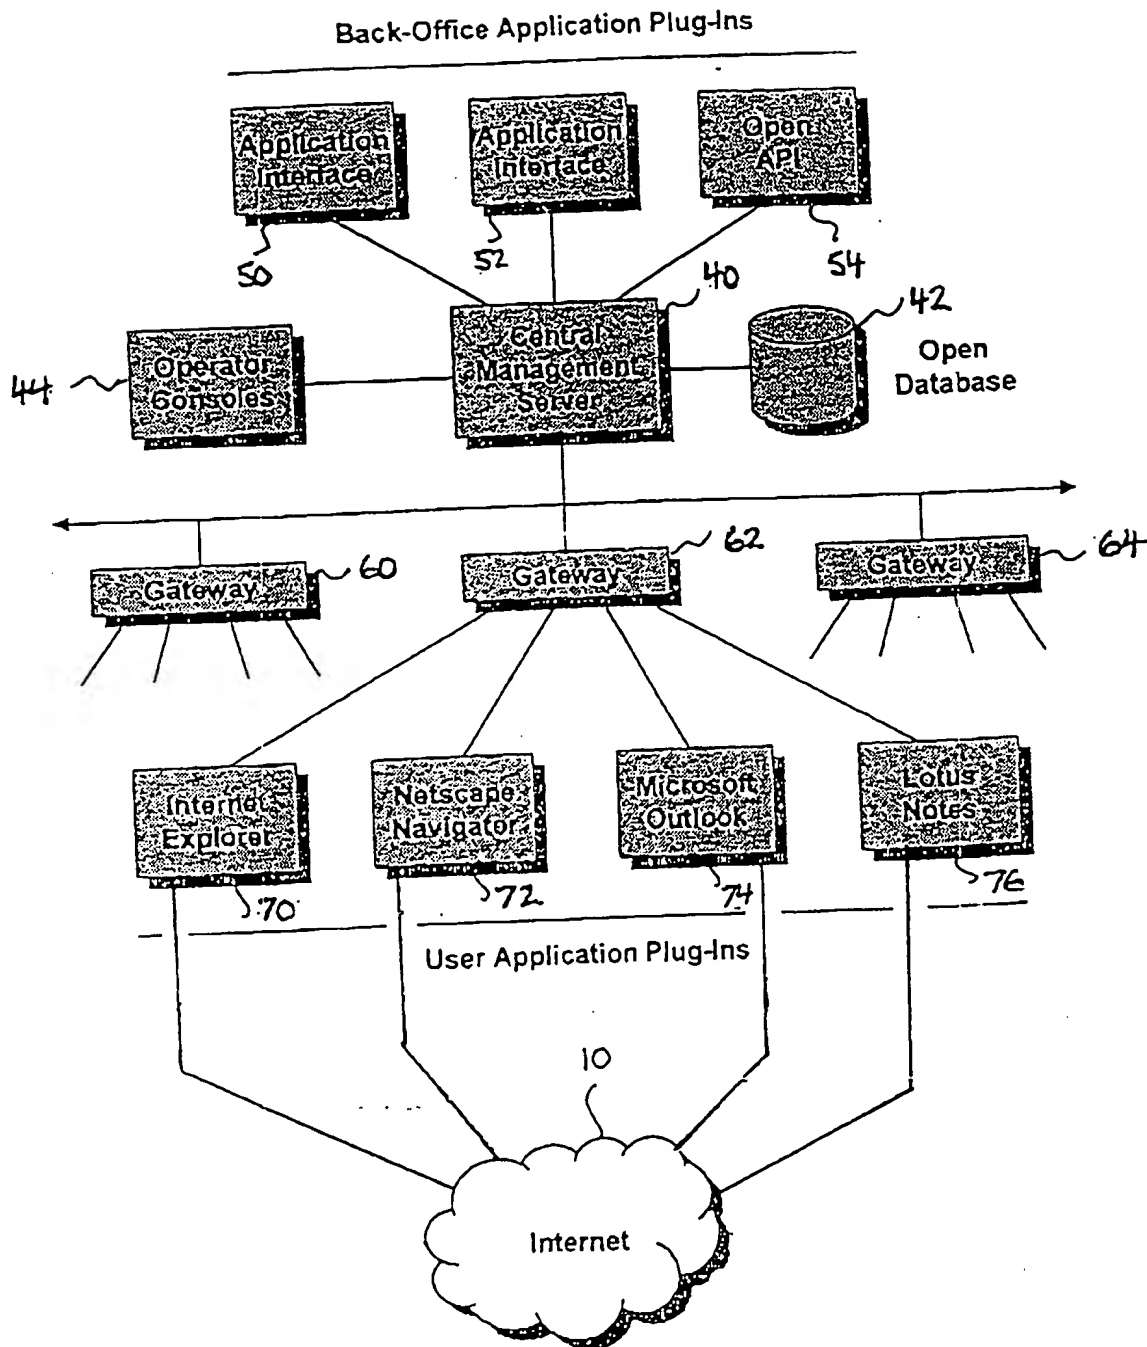 Back-Office Application Plug-Ins
Application
Interface
Application
Interface
Open
API
50
52
54
40
42
44
Operator
Consoles
Central
Management
Server
Open
Database
60
62
64
Gateway
Gateway
Gateway
Internet
Explorer
Netscape
Navigator
Microsoft
Outlook
Lotus
Notes
70
72
74
76
User Application Plug-Ins
10
Internet